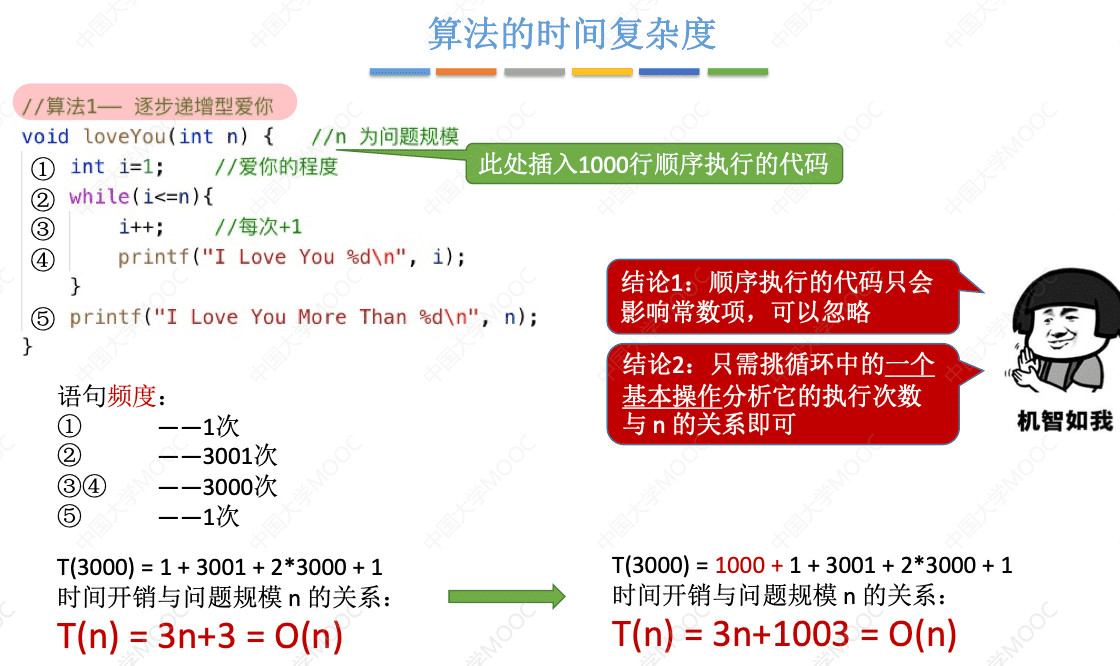 算法的时间复杂度
//算法1—— 逐步递增型爱你
void loveYou(int n) {   //n 为问题规模
① int i=1;   //爱你的程度
② while(i<=n){
③ i++;   //每次+1
④ printf("I Love You %d\n", i);
}
⑤ printf("I Love You More Than %d\n", n);
}
此处插入1000行顺序执行的代码
结论1：顺序执行的代码只会
影响常数项，可以忽略
结论2：只需挑循环中的一个
基本操作分析它的执行次数
与 n 的关系即可
机智如我
语句频度：
① ——1次
② ——3001次
③④ ——3000次
⑤ ——1次
T(3000) = 1 + 3001 + 2*3000 + 1
时间开销与问题规模 n 的关系：
T(n) = 3n+3 = O(n)
T(3000) = 1000 + 1 + 3001 + 2*3000 + 1
时间开销与问题规模 n 的关系：
T(n) = 3n+1003 = O(n)
中国大学MOOC